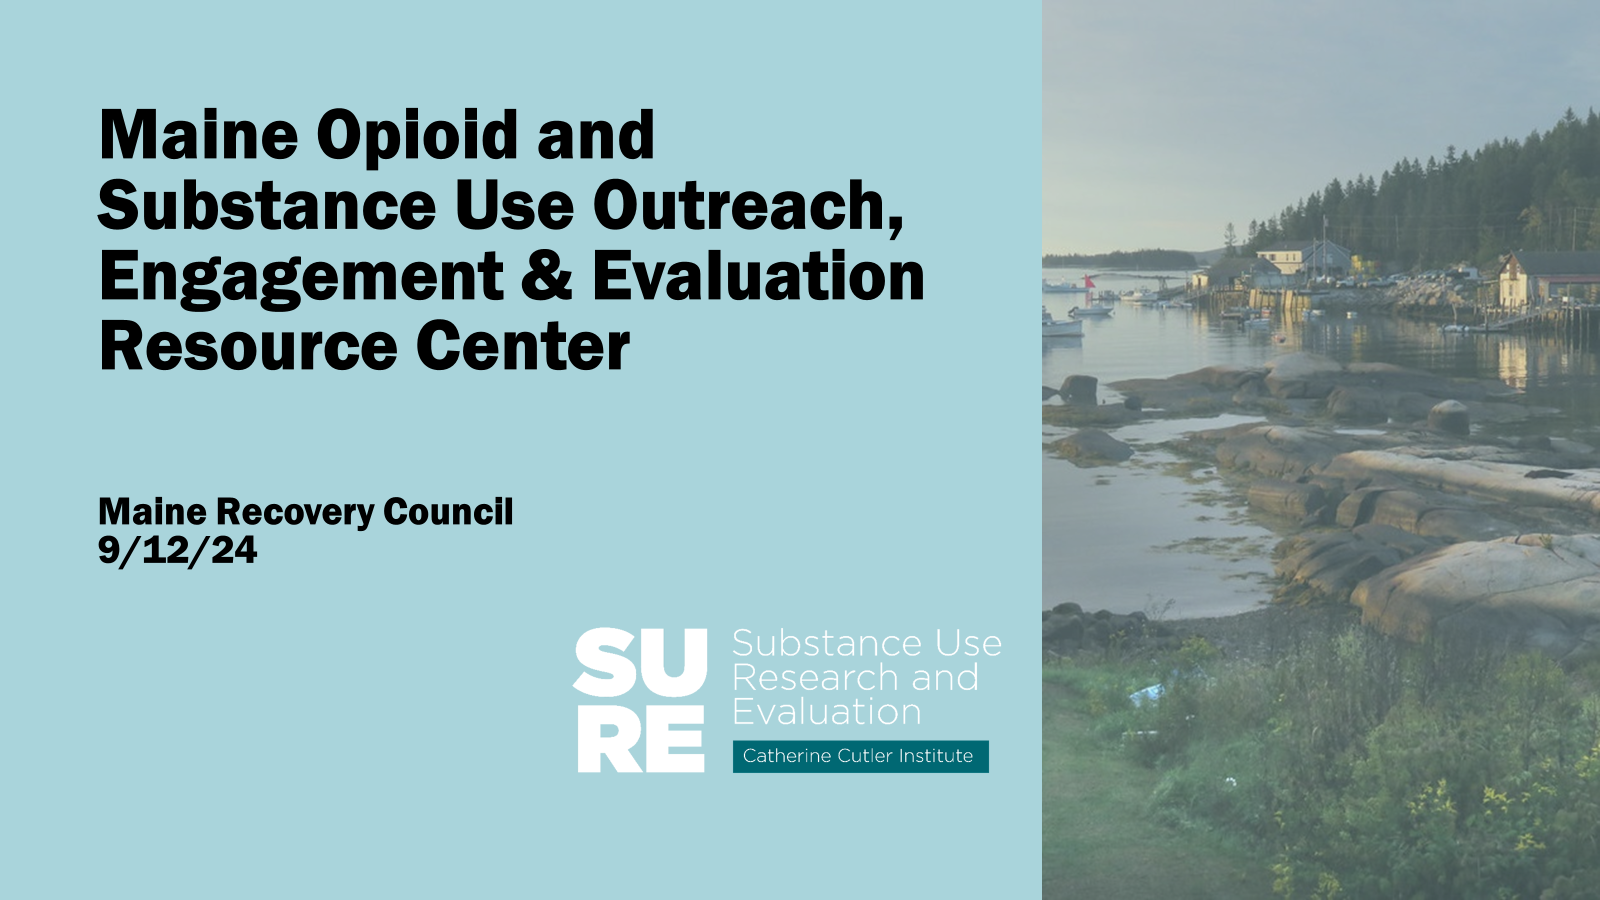 Maine Opioid and
Substance Use Outreach,
Engagement & Evaluation
Resource Center
Maine Recovery Council
9/12/24
SU
RE
Substance Use
Research and
Evaluation
Catherine Cutler Institute